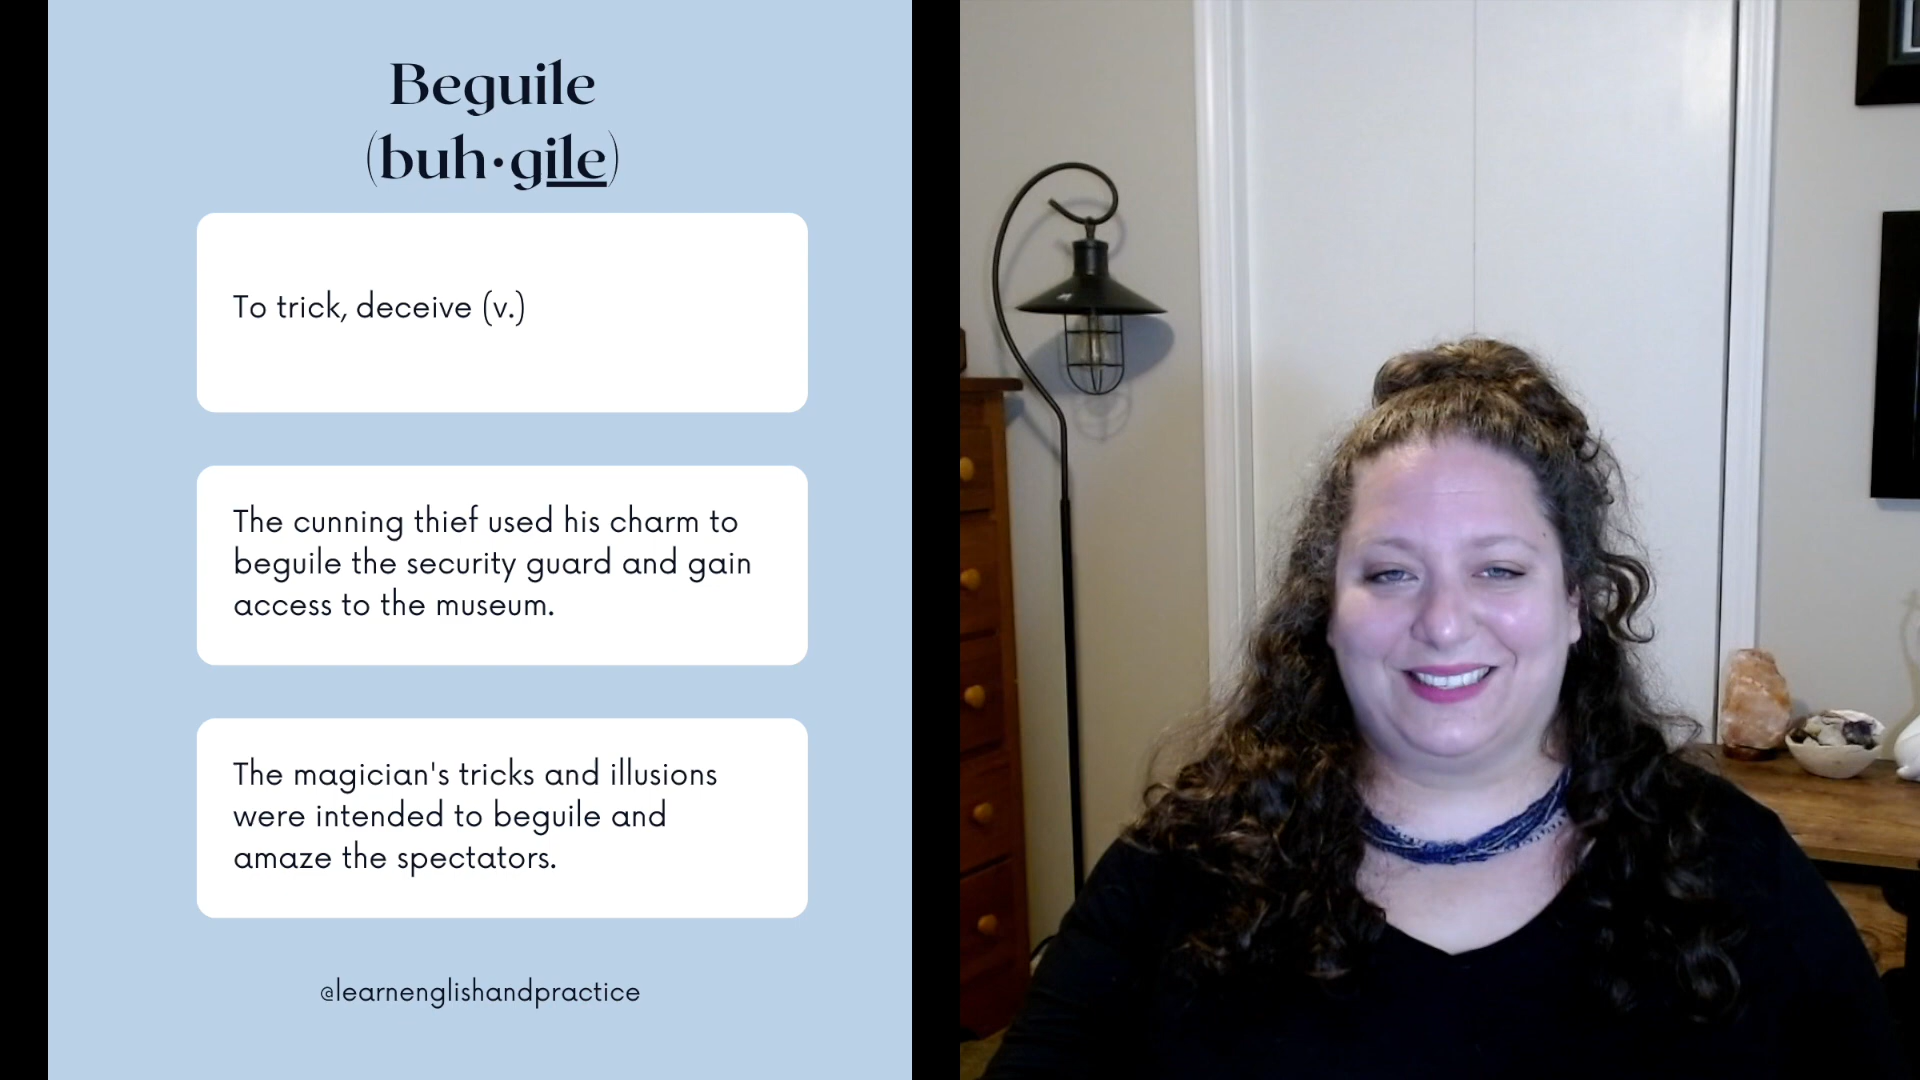 Beguile
(buh·gile)
To trick, deceive (v.)
The cunning thief used his charm to
beguile the security guard and gain
access to the museum.
The magician's tricks and illusions
were intended to beguile and
amaze the spectators.
@learnenglishandpractice